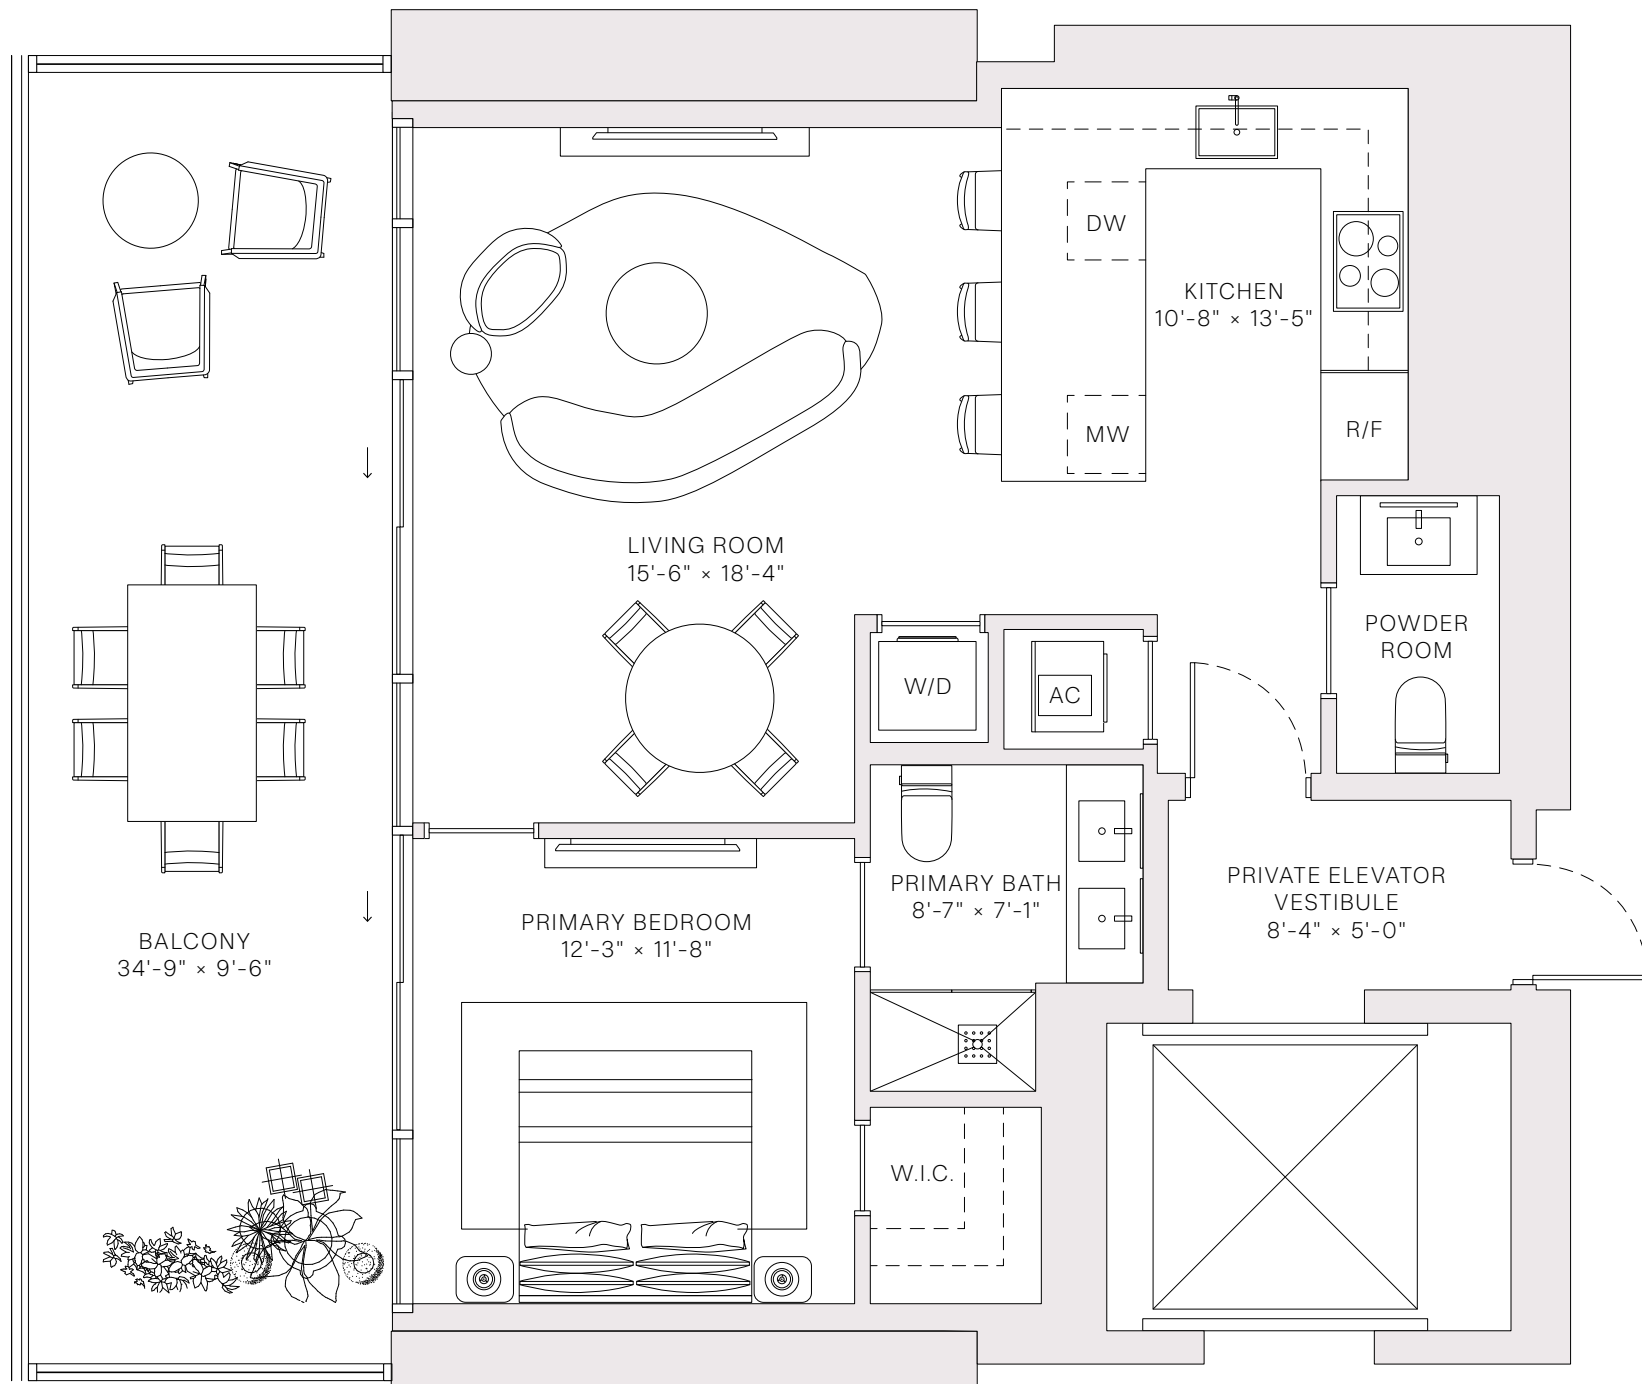 DW
KITCHEN
10'-8" × 13'-5"
MW
R/F
LIVING ROOM
15'-6" × 18'-4"
POWDER
ROOM
W/D
AC
PRIMARY BATH
8'-7" × 7'-1"
PRIVATE ELEVATOR
VESTIBULE
8'-4" × 5'-0"
PRIMARY BEDROOM
12'-3" × 11'-8"
BALCONY
34'-9" × 9'-6"
W.I.C.